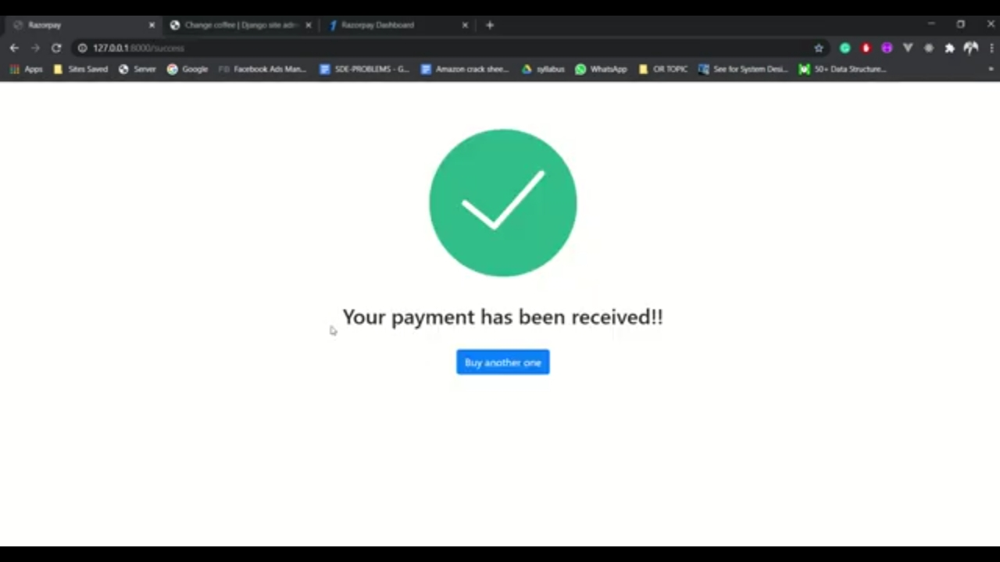 Razorpay
Change coffee | Django site adm
Razorpay Dashboard
127.0.0.1:8000/success
Apps
Sites Saved
Server
Google
Facebook Ads Man...
SDE-PROBLEMS - G...
Amazon crack shee...
syllabus
WhatsApp
OR TOPIC
See for System Desi...
50+ Data Structure...
Your payment has been received!!
Buy another one